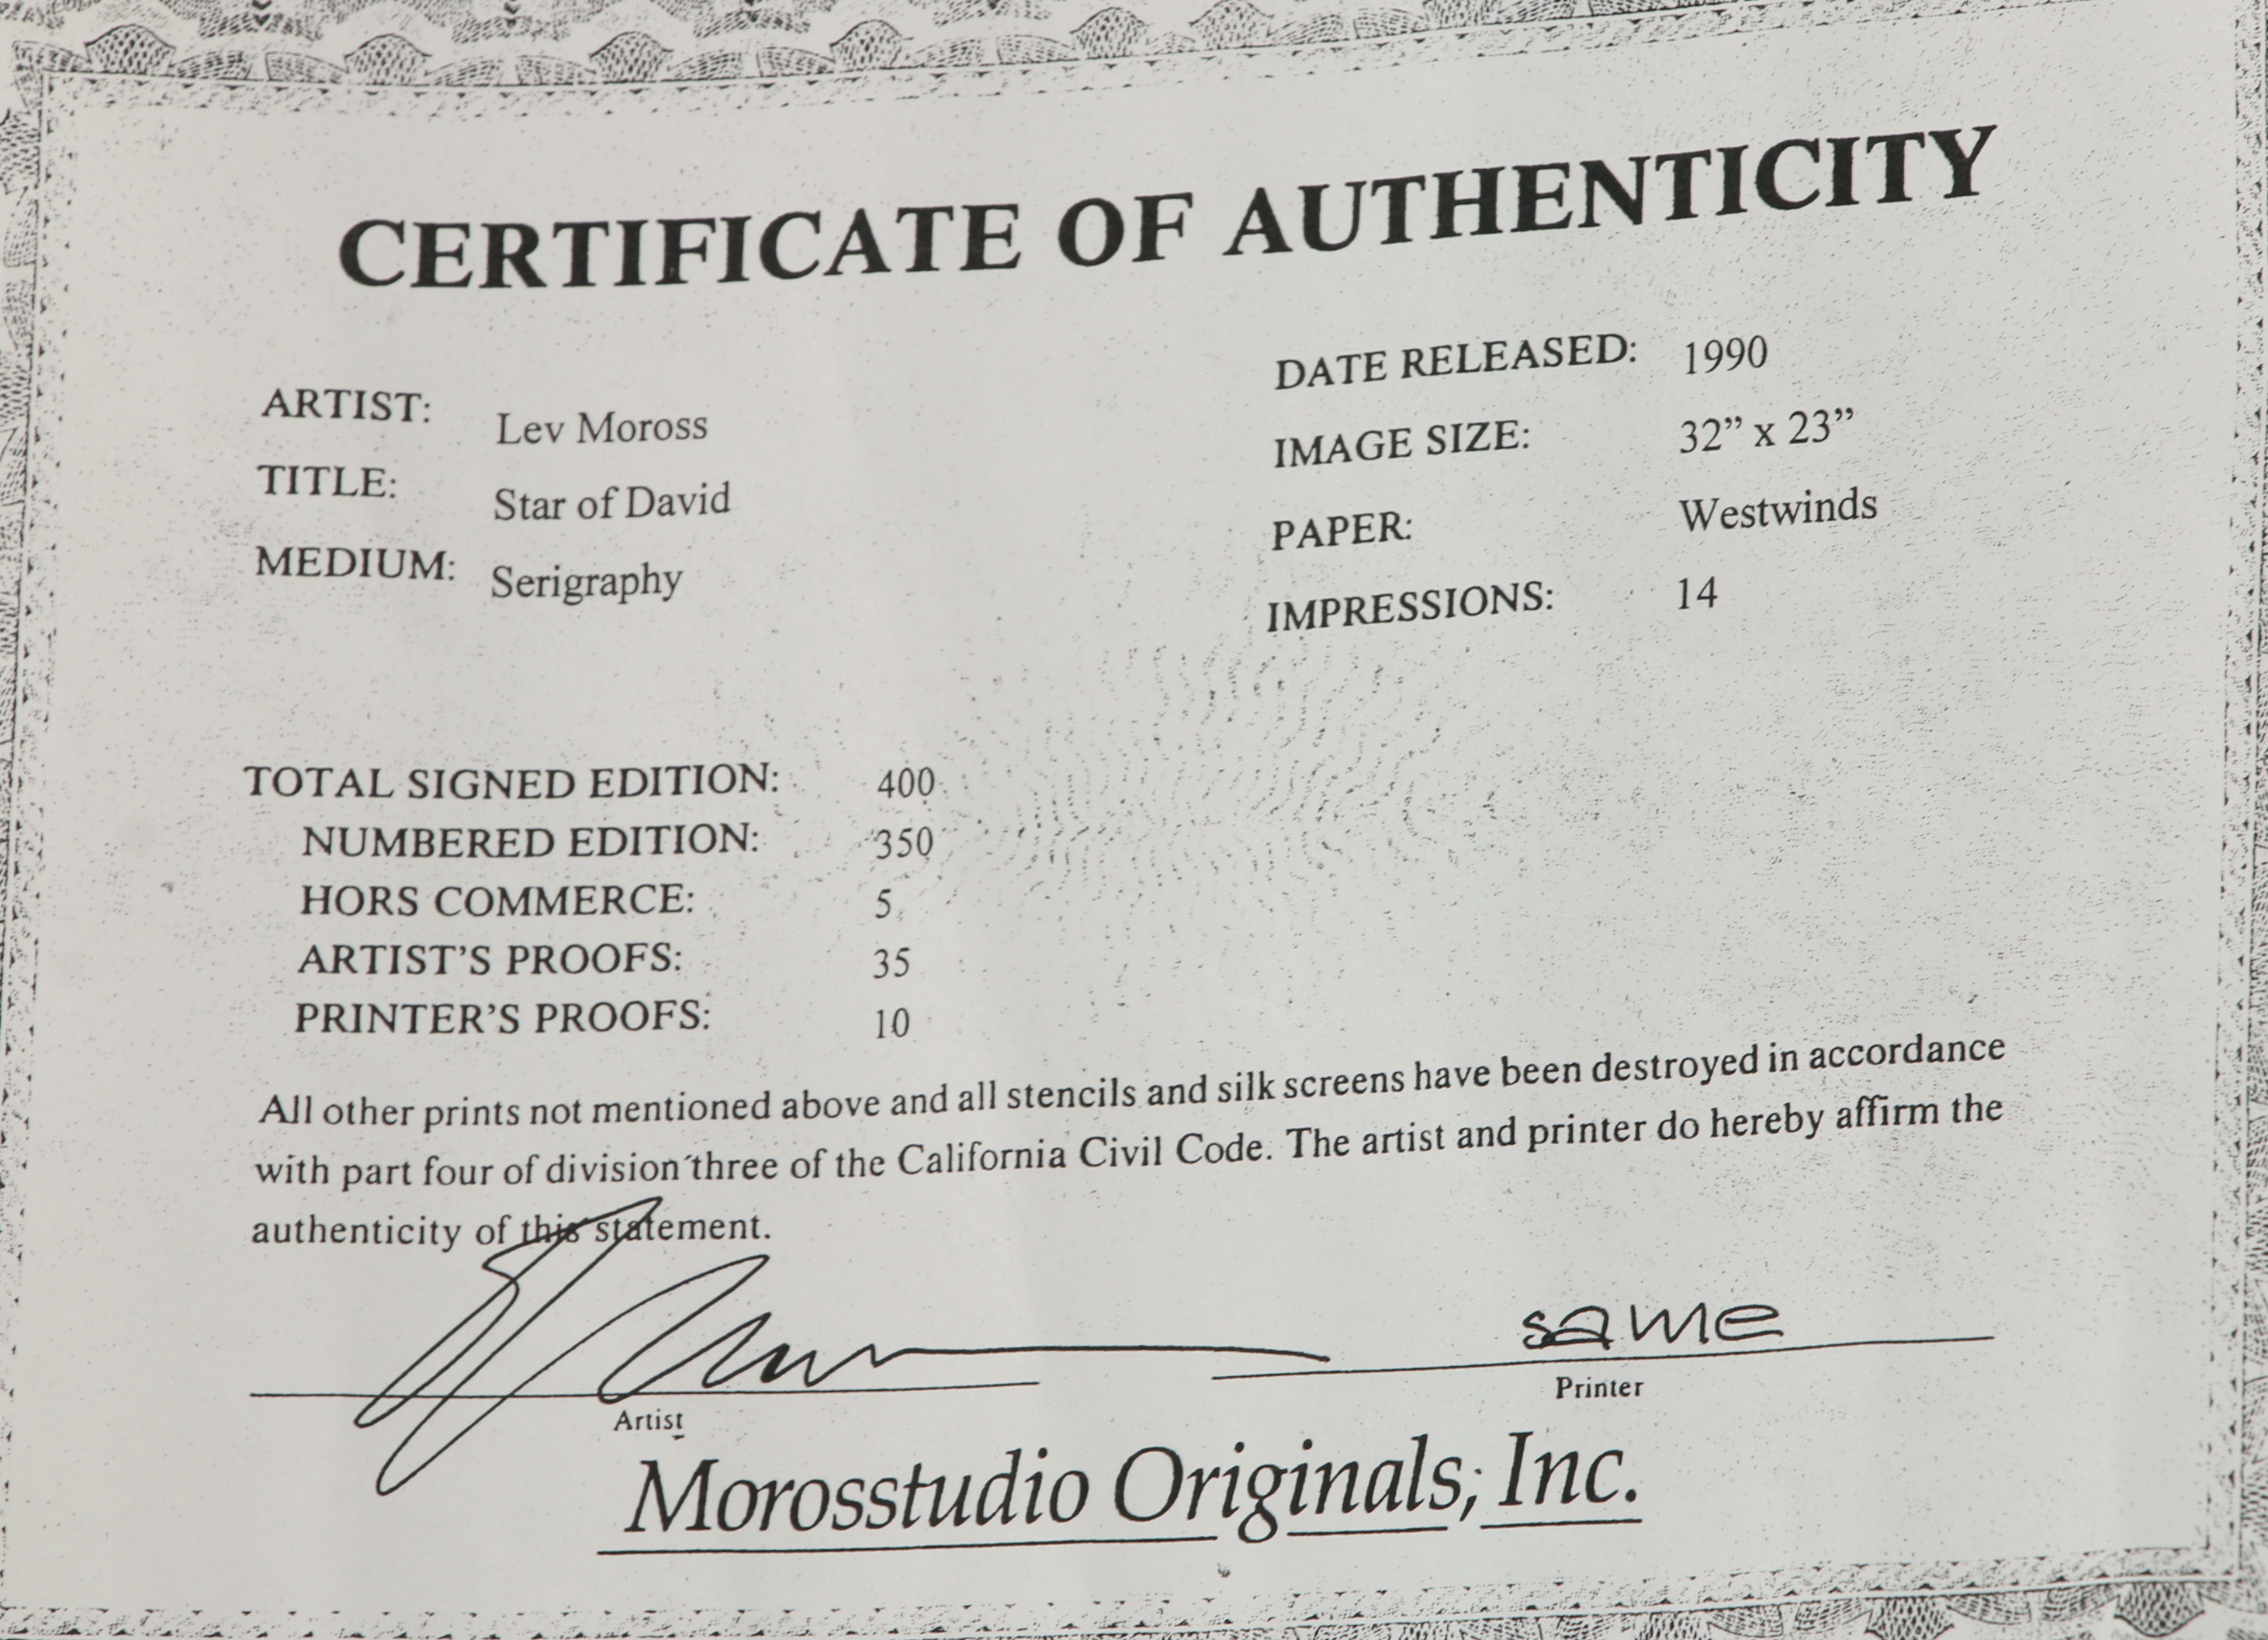 CERTIFICATE OF AUTHENTICITY
ARTIST: Lev Moross
TITLE: Star of David
MEDIUM: Serigraphy
DATE RELEASED: 1990
IMAGE SIZE: 32” x 23”
PAPER: Westwinds
IMPRESSIONS: 14
TOTAL SIGNED EDITION: 400
NUMBERED EDITION: 350
HORS COMMERCE: 5
ARTIST’S PROOFS: 35
PRINTER’S PROOFS: 10
All other prints not mentioned above and all stencils and silk screens have been destroyed in accordance
with part four of division three of the California Civil Code. The artist and printer do hereby affirm the
authenticity of this statement.
same
Artist
Printer
Morosstudio Originals, Inc.